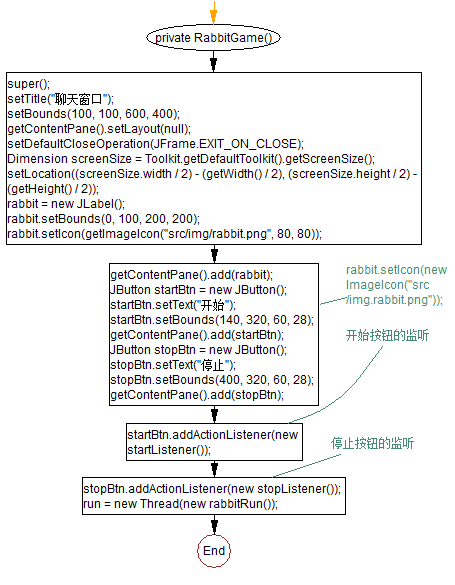 private RabbitGame()
super();
setTitle("聊天窗口");
setBounds(100, 100, 600, 400);
getContentPane().setLayout(null);
setDefaultCloseOperation(JFrame.EXIT_ON_CLOSE);
Dimension screenSize = Toolkit.getDefaultToolkit().getScreenSize();
setLocation((screenSize.width / 2) - (getWidth() / 2), (screenSize.height / 2) -
(getHeight() / 2));
rabbit = new JLabel();
rabbit.setBounds(0, 100, 200, 200);
rabbit.setIcon(getImageIcon("src/img/rabbit.png", 80, 80));
getContentPane().add(rabbit);
JButton startBtn = new JButton();
startBtn.setText("开始");
startBtn.setBounds(140, 320, 60, 28);
getContentPane().add(startBtn);
JButton stopBtn = new JButton();
stopBtn.setText("停止");
stopBtn.setBounds(400, 320, 60, 28);
getContentPane().add(stopBtn);
rabbit.setIcon(new
ImageIcon("src
/img.rabbit.png"));
开始按钮的监听
startBtn.addActionListener(new
startListener());
停止按钮的监听
stopBtn.addActionListener(new stopListener());
run = new Thread(new rabbitRun());
End